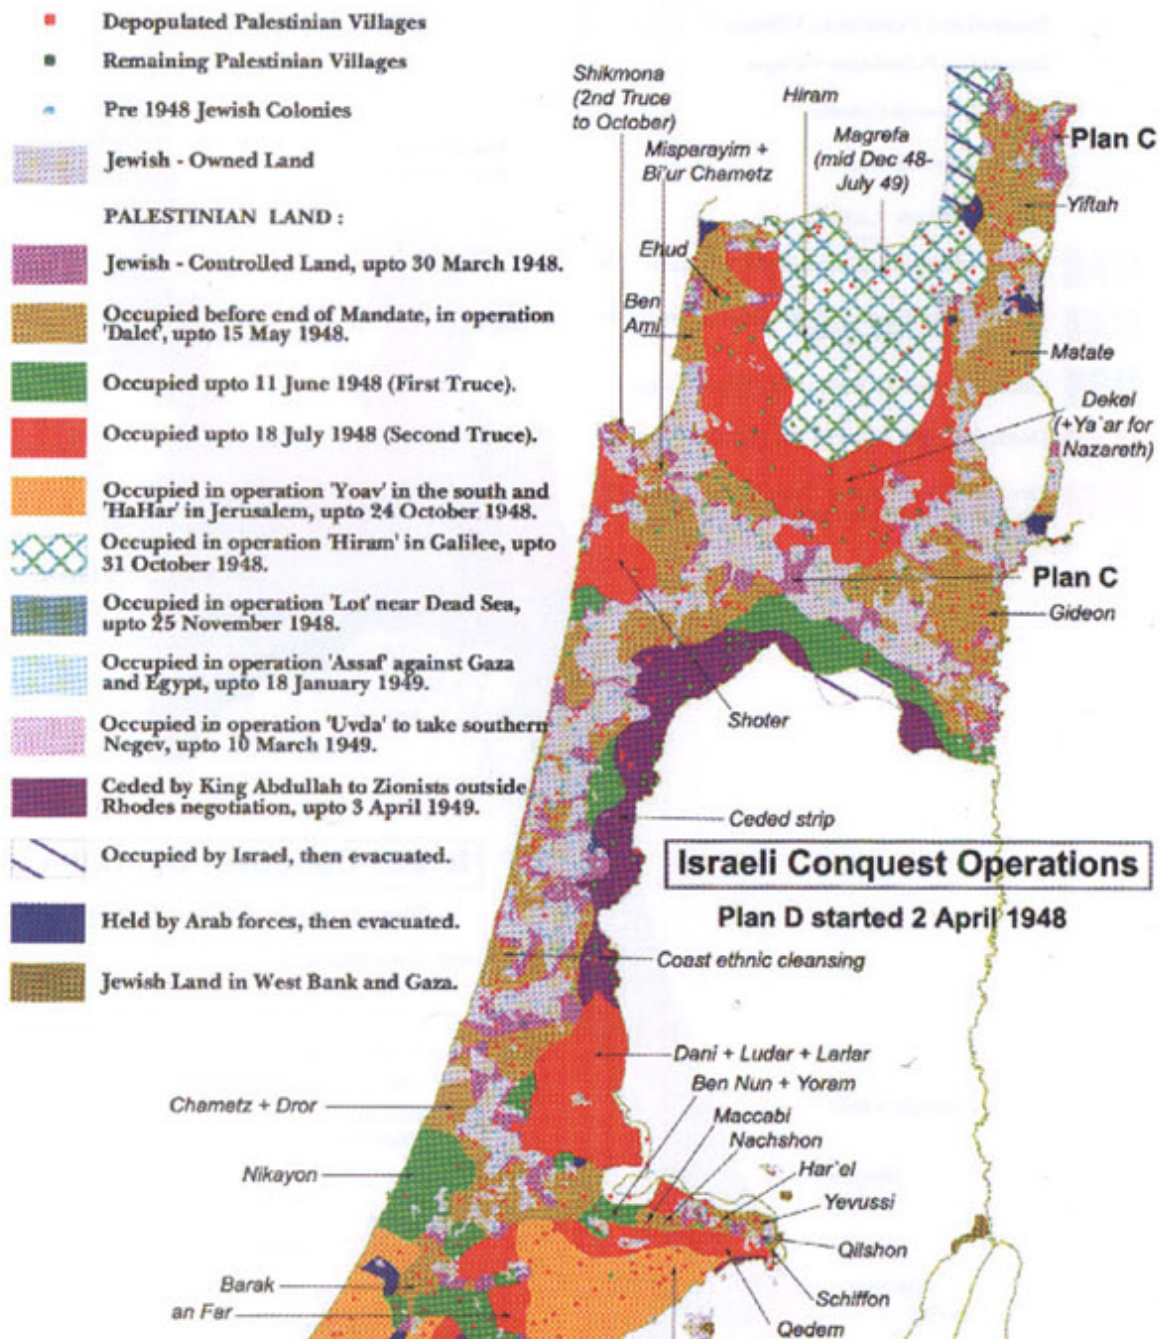 Depopulated Palestinian Villages
Remaining Palestinian Villages
Pre 1948 Jewish Colonies
Jewish - Owned Land
PALESTINIAN LAND :
Jewish - Controlled Land, upto 30 March 1948.
Occupied before end of Mandate, in operation
'Dalet', upto 15 May 1948.
Occupied upto 11 June 1948 (First Truce).
Occupied upto 18 July 1948 (Second Truce).
Occupied in operation 'Yoav' in the south and
'HaHar' in Jerusalem, upto 24 October 1948.
Occupied in operation 'Hiram' in Galilee, upto
31 October 1948.
Occupied in operation 'Lot' near Dead Sea,
upto 25 November 1948.
Occupied in operation 'Assaf' against Gaza
and Egypt, upto 18 January 1949.
Occupied in operation 'Uvda' to take southern
Negev, upto 10 March 1949.
Ceded by King Abdullah to Zionists outside
Rhodes negotiation, upto 3 April 1949.
Occupied by Israel, then evacuated.
Held by Arab forces, then evacuated.
Jewish Land in West Bank and Gaza.
Shikmona
(2nd Truce
to October)
Hiram
Misparayim +
Bi'ur Chametz
Magrefa
(mid Dec 48-
July 49)
Plan C
Yiftah
Ehud
Ben
Ami
Matate
Dekel
(+Ya`ar for
Nazareth)
Plan C
Gideon
Shoter
Ceded strip
Israeli Conquest Operations
Plan D started 2 April 1948
Coast ethnic cleansing
Dani + Ludar + Larlar
Ben Nun + Yoram
Chametz + Dror
Maccabi
Nachshon
Nikayon
Har`el
Yevussi
Qilshon
Barak
Schiffon
an Far
Qedem